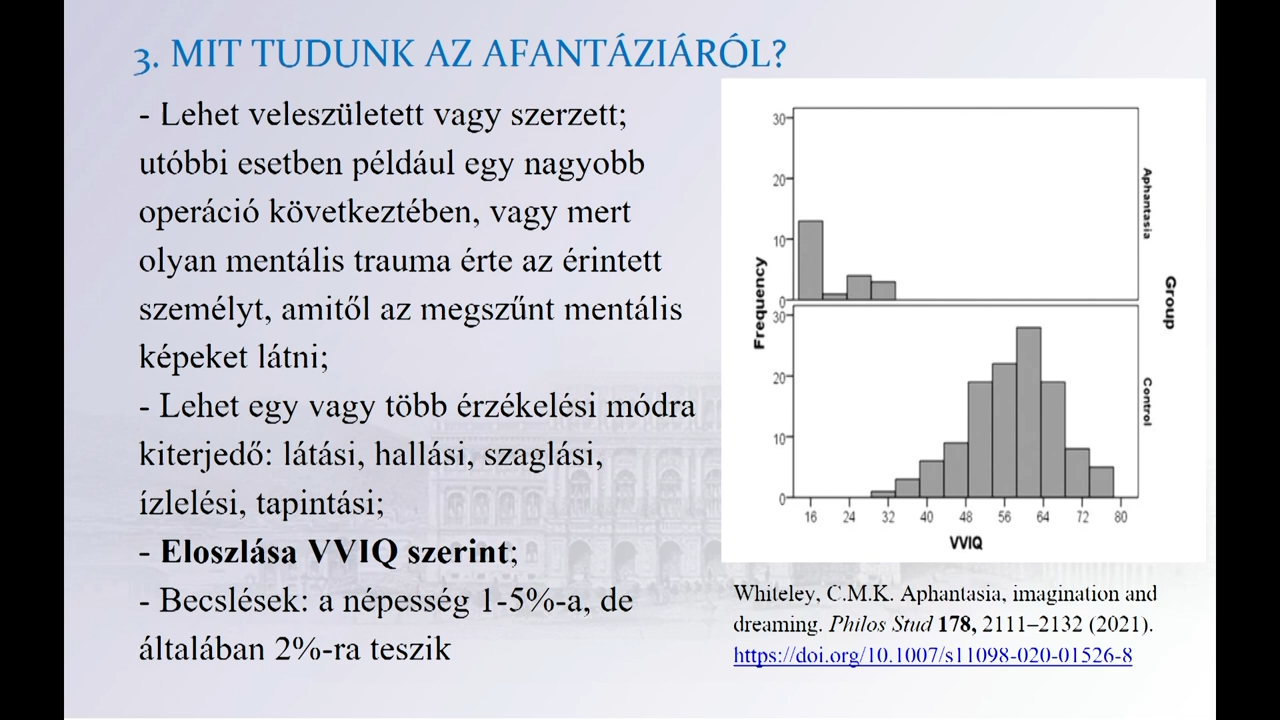 3. MIT TUDUNK AZ AFANTÁZIÁRÓL?
- Lehet veleszületett vagy szerzett;
utóbbi esetben például egy nagyobb
operáció következtében, vagy mert
olyan mentális trauma érte az érintett
személyt, amitől az megszűnt mentális
képeket látni;
- Lehet egy vagy több érzékelési módra
kiterjedő: látási, hallási, szaglási,
ízlelési, tapintási;
- Eloszlása VVIQ szerint;
- Becslések: a népesség 1-5%-a, de
általában 2%-ra teszik
30
20
10
0
Aphantasia
Frequency
Group
30
20
10
0
Control
16 24 32 40 48 56 64 72 80
VVIQ
Whiteley, C.M.K. Aphantasia, imagination and
dreaming. Philos Stud 178, 2111–2132 (2021).
https://doi.org/10.1007/s11098-020-01526-8